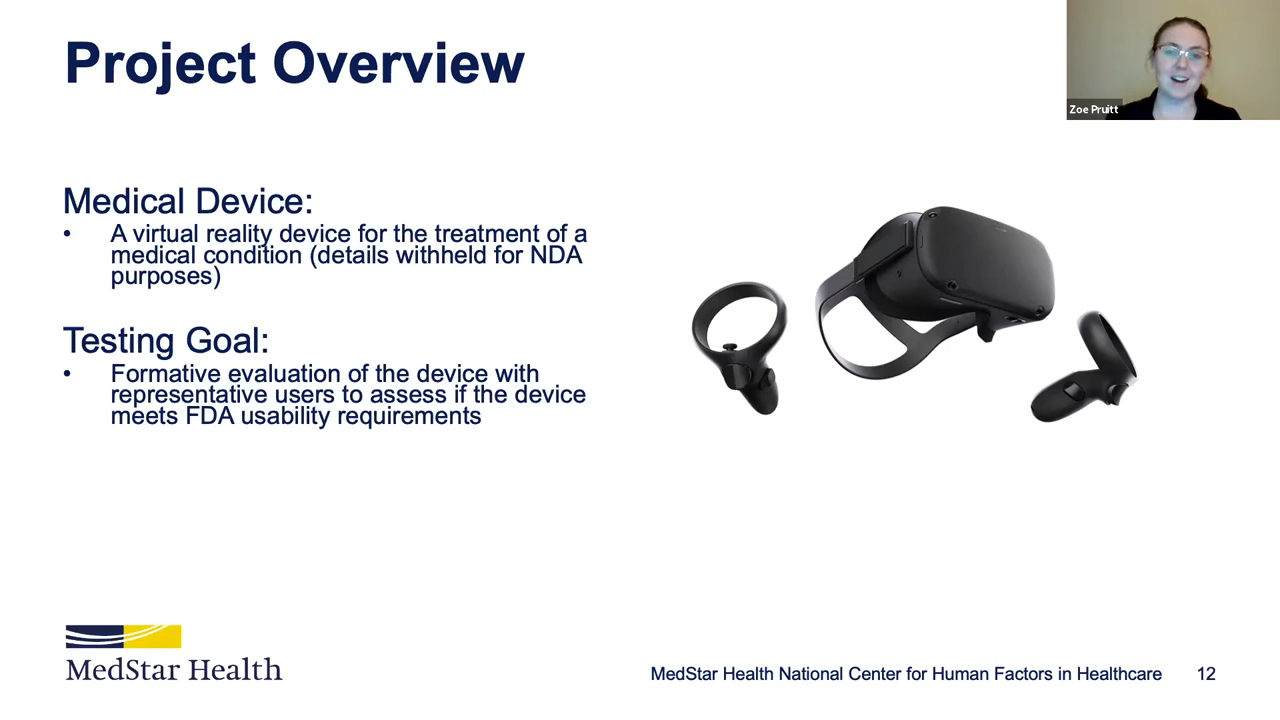 Project Overview
Zoe Pruitt
Medical Device:
• A virtual reality device for the treatment of a
medical condition (details withheld for NDA
purposes)
Testing Goal:
• Formative evaluation of the device with
representative users to assess if the device
meets FDA usability requirements
MedStar Health
MedStar Health National Center for Human Factors in Healthcare 12